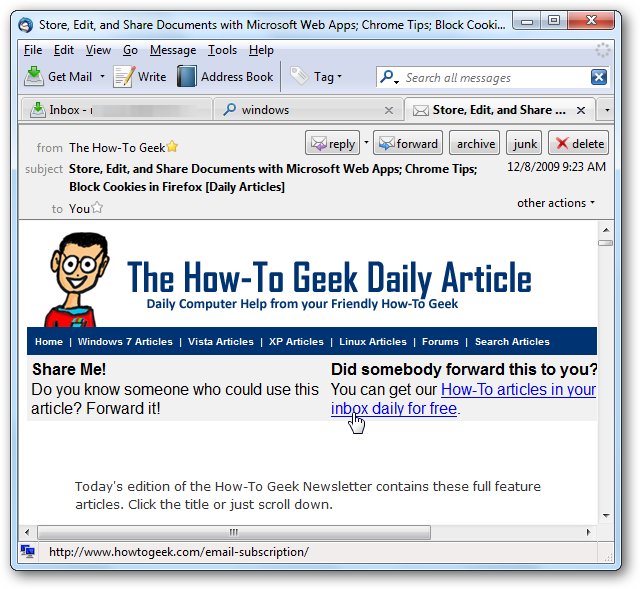 Store, Edit, and Share Documents with Microsoft Web Apps; Chrome Tips; Block Cooki...
File Edit View Go Message Tools Help
Get Mail Write Address Book Tag Search all messages
Inbox - windows Store, Edit, and Share ...
from The How-To Geek reply forward archive junk delete
subject Store, Edit, and Share Documents with Microsoft Web Apps; Chrome Tips; 12/8/2009 9:23 AM
Block Cookies in Firefox [Daily Articles]
to You other actions
The How-To Geek Daily Article
Daily Computer Help from your Friendly How-To Geek
Home | Windows 7 Articles | Vista Articles | XP Articles | Linux Articles | Forums | Search Articles
Share Me! Did somebody forward this to you?
Do you know someone who could use this You can get our How-To articles in your
article? Forward it! inbox daily for free.
Today's edition of the How-To Geek Newsletter contains these full feature
articles. Click the title or just scroll down.
http://www.howtogeek.com/email-subscription/